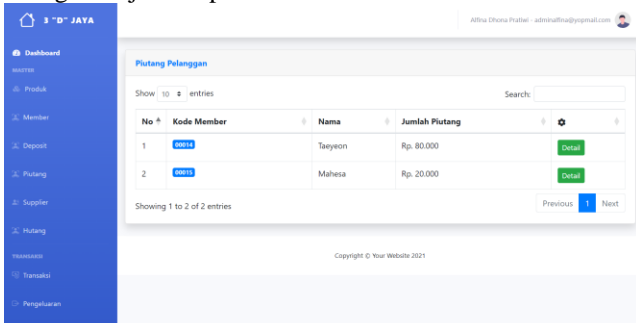 3 "D" JAYA
Alfina Dhona Pratiwi - adminalfina@yopmail.com
Dashboard
MASTER
Produk
Member
Deposit
Piutang
Supplier
Hutang
TRANSAKSI
Transaksi
Pengeluaran
Piutang Pelanggan
Show 10 entries
Search:
No Kode Member Nama Jumlah Piutang
1 00014 Taeyeon Rp. 80.000 Detail
2 00015 Mahesa Rp. 20.000 Detail
Showing 1 to 2 of 2 entries
Previous 1 Next
Copyright © Your Website 2021